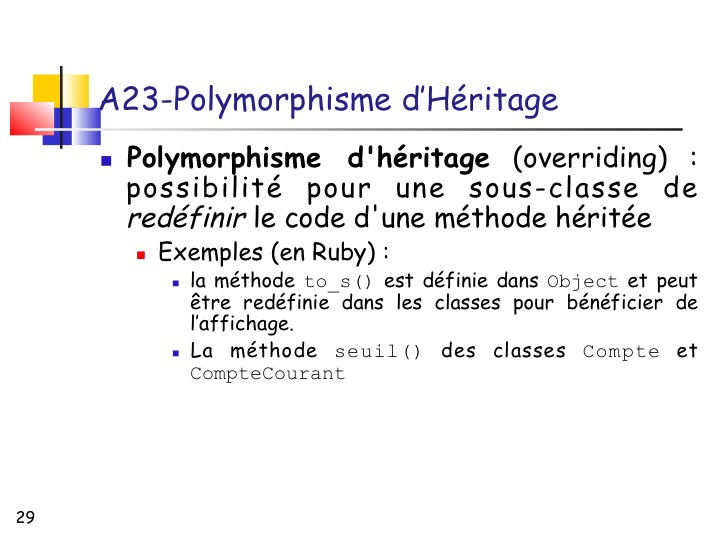 A23-Polymorphisme d’Héritage
Polymorphisme d'héritage (overriding) :
possibilité pour une sous-classe de
redéfinir le code d'une méthode héritée
Exemples (en Ruby) :
la méthode to_s() est définie dans Object et peut
être redéfinie dans les classes pour bénéficier de
l’affichage.
La méthode seuil() des classes Compte et
CompteCourant
29